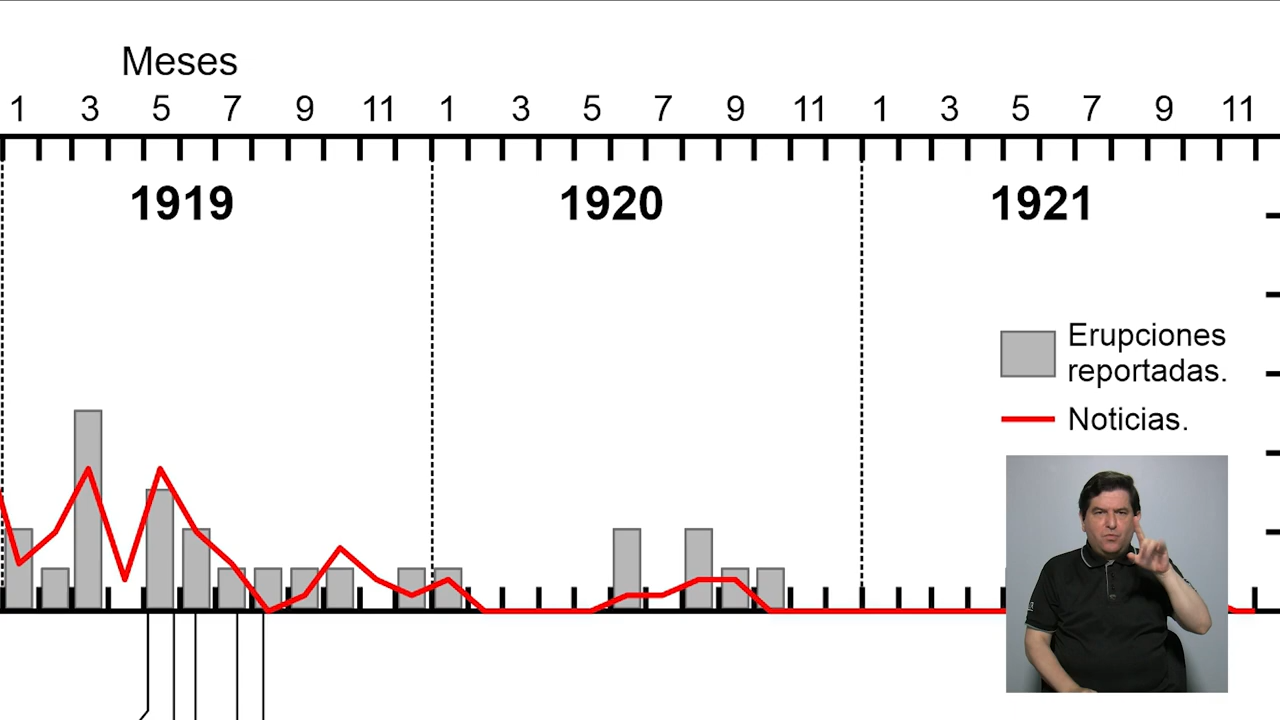 Meses
1 3 5 7 9 11 1 3 5 7 9 11 1 3 5 7 9 11
1919 1920 1921
Erupciones
reportadas.
Noticias.